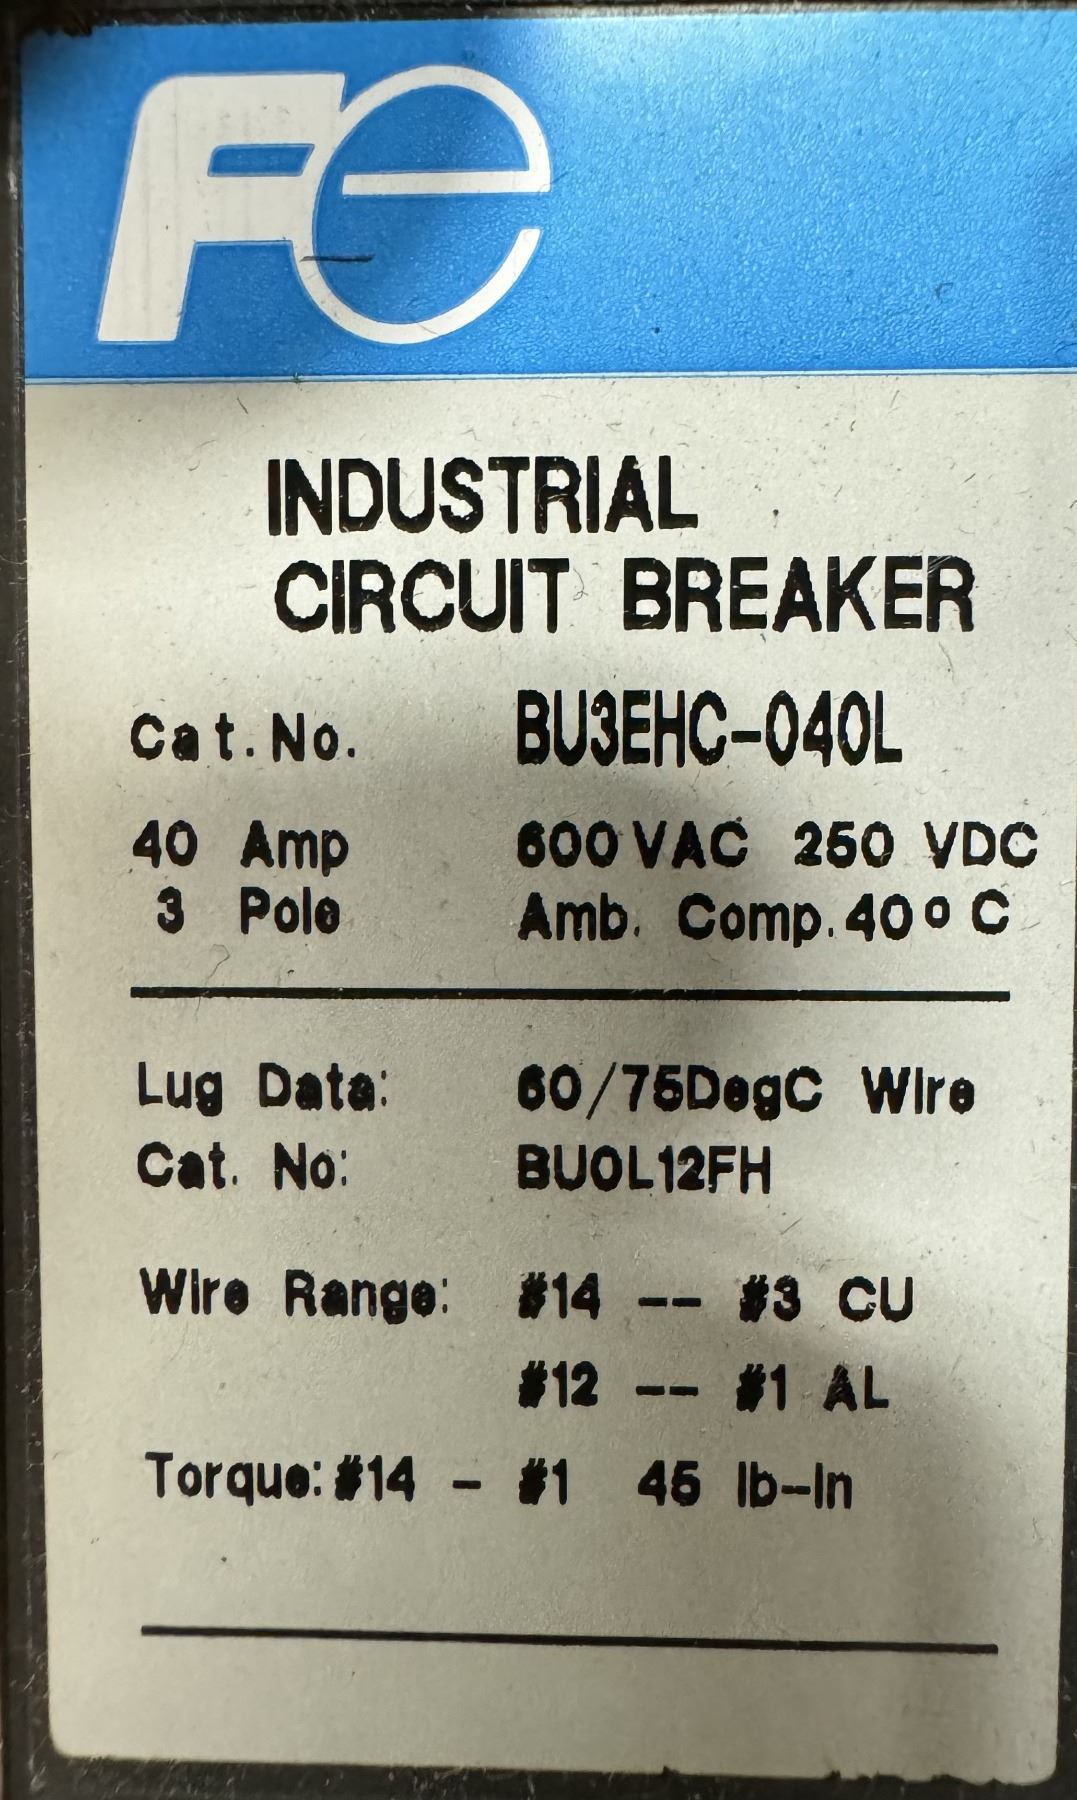 Fe
INDUSTRIAL
CIRCUIT BREAKER
Cat.No. BU3EHC-040L
40 Amp 600VAC 250 VDC
3 Pole Amb. Comp.40° C
Lug Data: 60/75DegC Wire
Cat. No: BU0L12FH
Wire Range: #14 -- #3 CU
#12 -- #1 AL
Torque:#14 - #1 45 lb-in